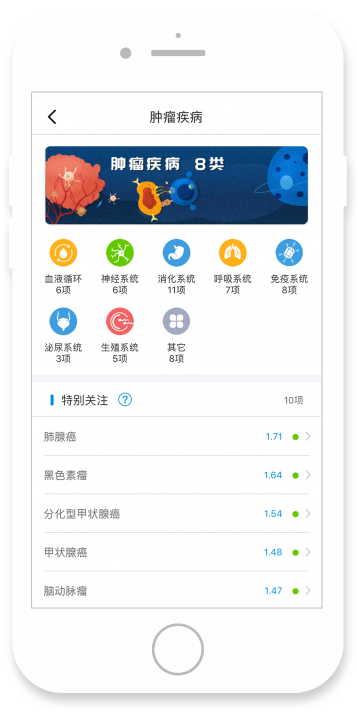 肿瘤疾病
肿瘤疾病 8类
血液循环 神经系统 消化系统 呼吸系统 免疫系统
6项 6项 11项 7项 8项
泌尿系统 生殖系统 其它
3项 5项 8项
特别关注 ? 10项
肺腺癌 1.71
黑色素瘤 1.64
分化型甲状腺癌 1.54
甲状腺癌 1.48
脑动脉瘤 1.47